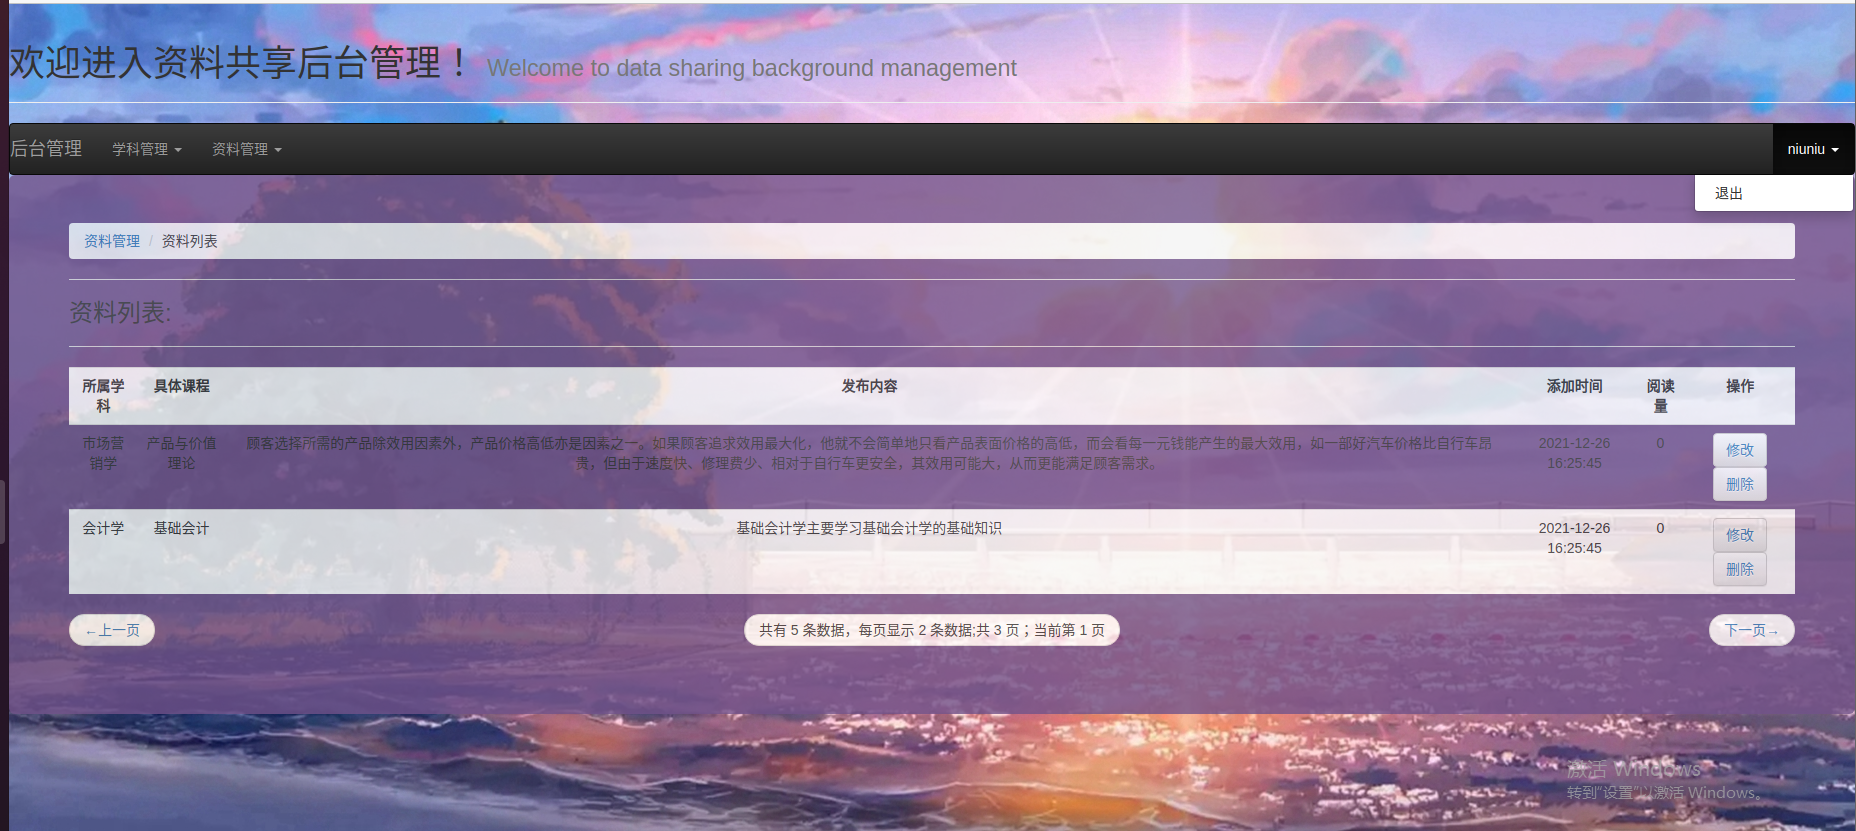 欢迎进入资料共享后台管理！ Welcome to data sharing background management
后台管理 学科管理 资料管理 niuniu
退出
资料管理 / 资料列表
资料列表:
所属学科 具体课程 发布内容 添加时间 阅读量 操作
市场营销学 产品与价值理论 顾客选择所需的产品除效用因素外，产品价格高低亦是因素之一。如果顾客追求效用最大化，他就不会简单地只看产品表面价格的高低，而会看每一元钱能产生的最大效用，如一部好汽车价格比自行车昂
贵，但由于速度快、修理费少、相对于自行车更安全，其效用可能大，从而更能满足顾客需求。 2021-12-26 16:25:45 0 修改
删除
会计学 基础会计 基础会计学主要学习基础会计学的基础知识 2021-12-26 16:25:45 0 修改
删除
←上一页 共有 5 条数据，每页显示 2 条数据;共 3 页；当前第 1 页 下一页→
激活 Windows
转到"设置"以激活 Windows。